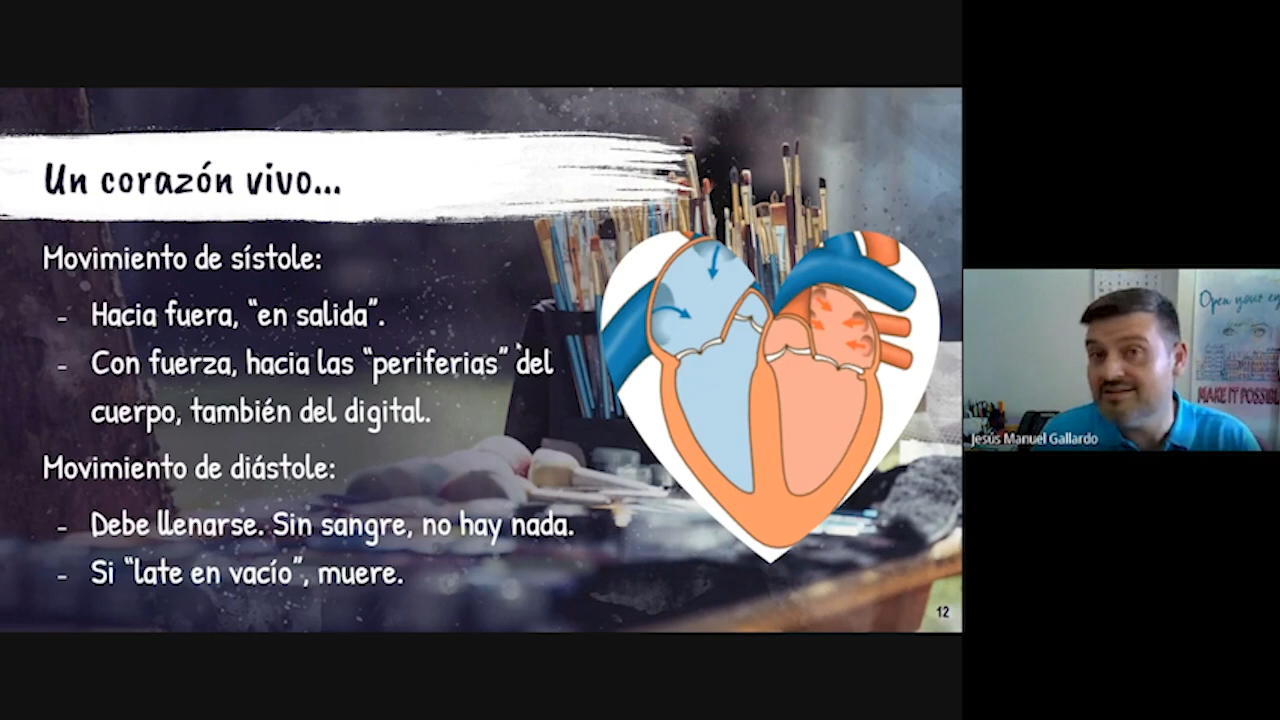 Un corazón vivo...
Movimiento de sístole:
- Hacia fuera, “en salida”.
- Con fuerza, hacia las “periferias” del
cuerpo, también del digital.
Movimiento de diástole:
- Debe llenarse. Sin sangre, no hay nada.
- Si “late en vacío”, muere.
12
Open your
MAKE IT POSSIBL
Jesús Manuel Gallardo